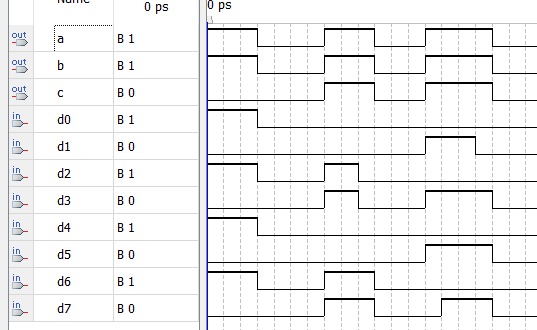 Name 0 ps 0 ps
out a B 1
out b B 1
out c B 0
in d0 B 1
in d1 B 0
in d2 B 1
in d3 B 0
in d4 B 1
in d5 B 0
in d6 B 1
in d7 B 0